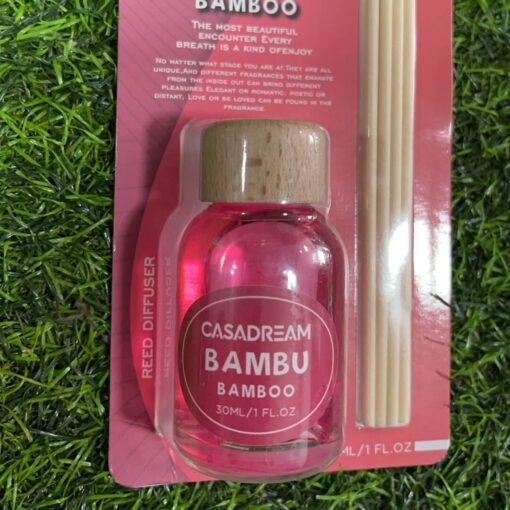 BAMBOO
The most beautiful
encounter Every
breath is a kind ofenjoy
No matter what stage you are at,They are all
unique,And different fragrances that emanate
from the inside out can bring different
pleasures Elegant or romantic, poetic or
distant, Love or be loved can be found in the
fragrance.
REED DIFFUSER
CASADREAM
BAMBU
BAMBOO
30ML/1 FL.OZ
ML/1 FL.OZ